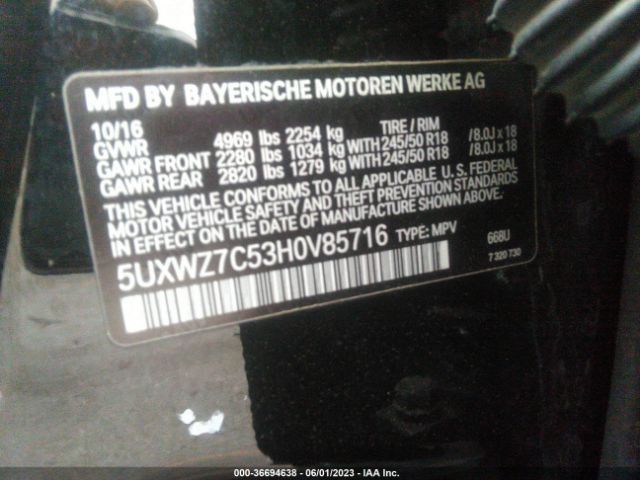 MFD BY BAYERISCHE MOTOREN WERKE AG
10/16 TIRE / RIM
GVWR 4969 lbs 2254 kg
GAWR FRONT 2280 lbs 1034 kg WITH 245/50 R18 / 8.0J x 18
GAWR REAR 2820 lbs 1279 kg WITH 245/50 R18 / 8.0J x 18
THIS VEHICLE CONFORMS TO ALL APPLICABLE U. S. FEDERAL
MOTOR VEHICLE SAFETY AND THEFT PREVENTION STANDARDS
IN EFFECT ON THE DATE OF MANUFACTURE SHOWN ABOVE.
5UXWZ7C53H0V85716 TYPE: MPV 668U
7 320 730
000-36694638 - 06/01/2023 - IAA Inc.